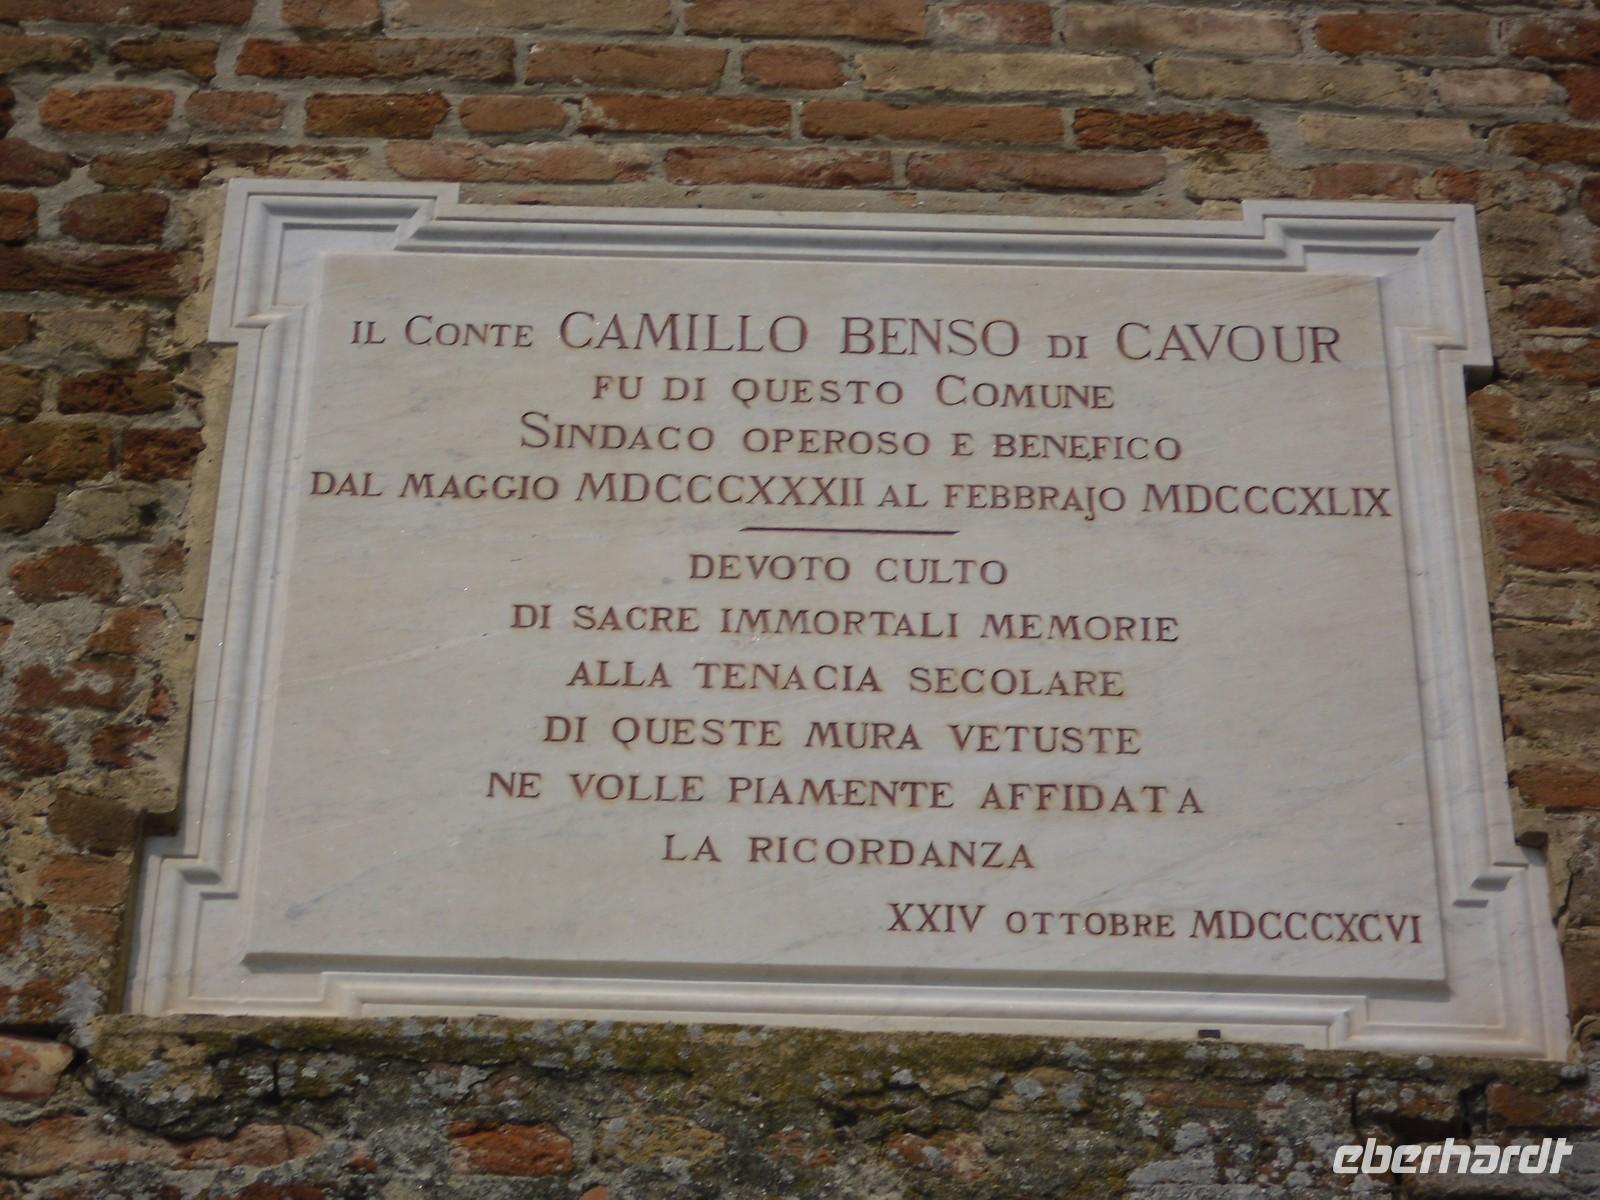 IL CONTE CAMILLO BENSO DI CAVOUR
FU DI QUESTO COMUNE
SINDACO OPEROSO E BENEFICO
DAL MAGGIO MDCCCXXXII AL FEBBRAJO MDCCCXLIX
DEVOTO CULTO
DI SACRE IMMORTALI MEMORIE
ALLA TENACIA SECOLARE
DI QUESTE MURA VETUSTE
NE VOLLE PIAMENTE AFFIDATA
LA RICORDANZA
XXIV OTTOBRE MDCCCXCVI
eberhardt